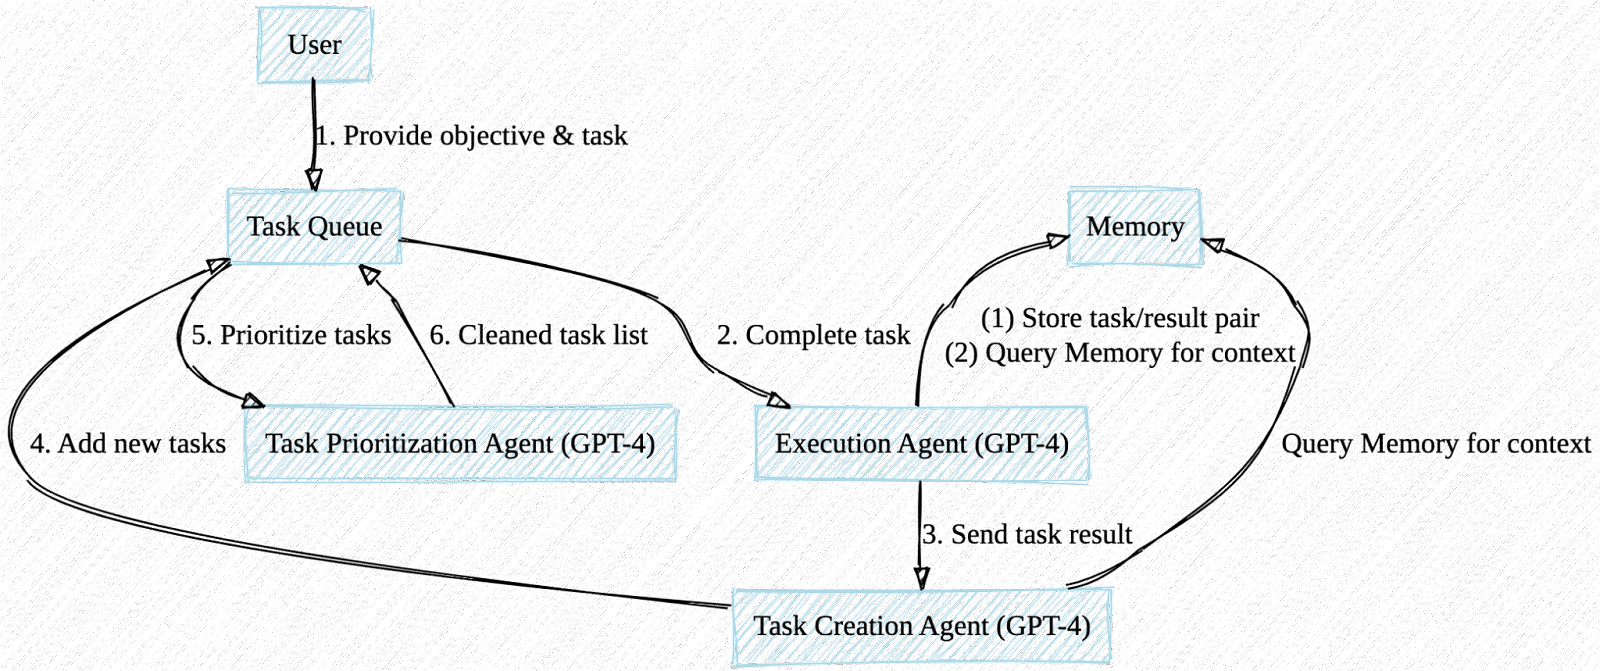 User
1. Provide objective & task
Task Queue
Memory
(1) Store task/result pair
5. Prioritize tasks
6. Cleaned task list
2. Complete task
(2) Query Memory for context
4. Add new tasks
Task Prioritization Agent (GPT-4)
Execution Agent (GPT-4)
Query Memory for context
3. Send task result
Task Creation Agent (GPT-4)